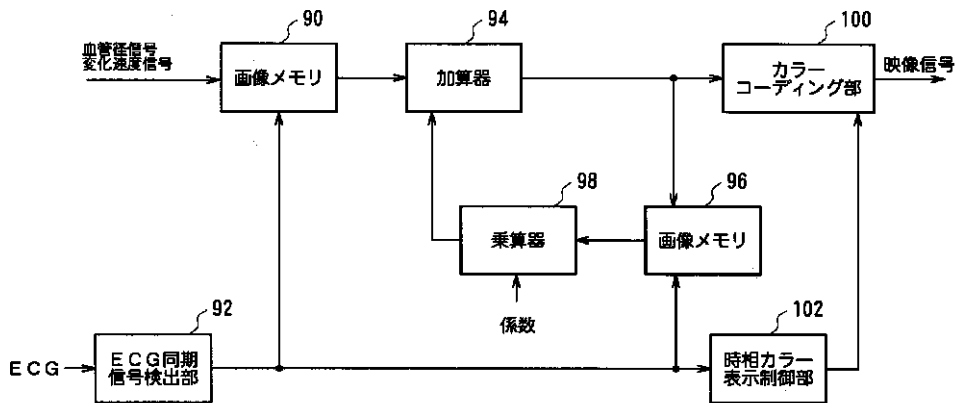 90
94
100
血管径信号
変化速度信号
画像メモリ
加算器
カラー
コーディング部
映像信号
98
96
乗算器
画像メモリ
係数
92
102
ECG
ECG同期
信号検出部
時相カラー
表示制御部